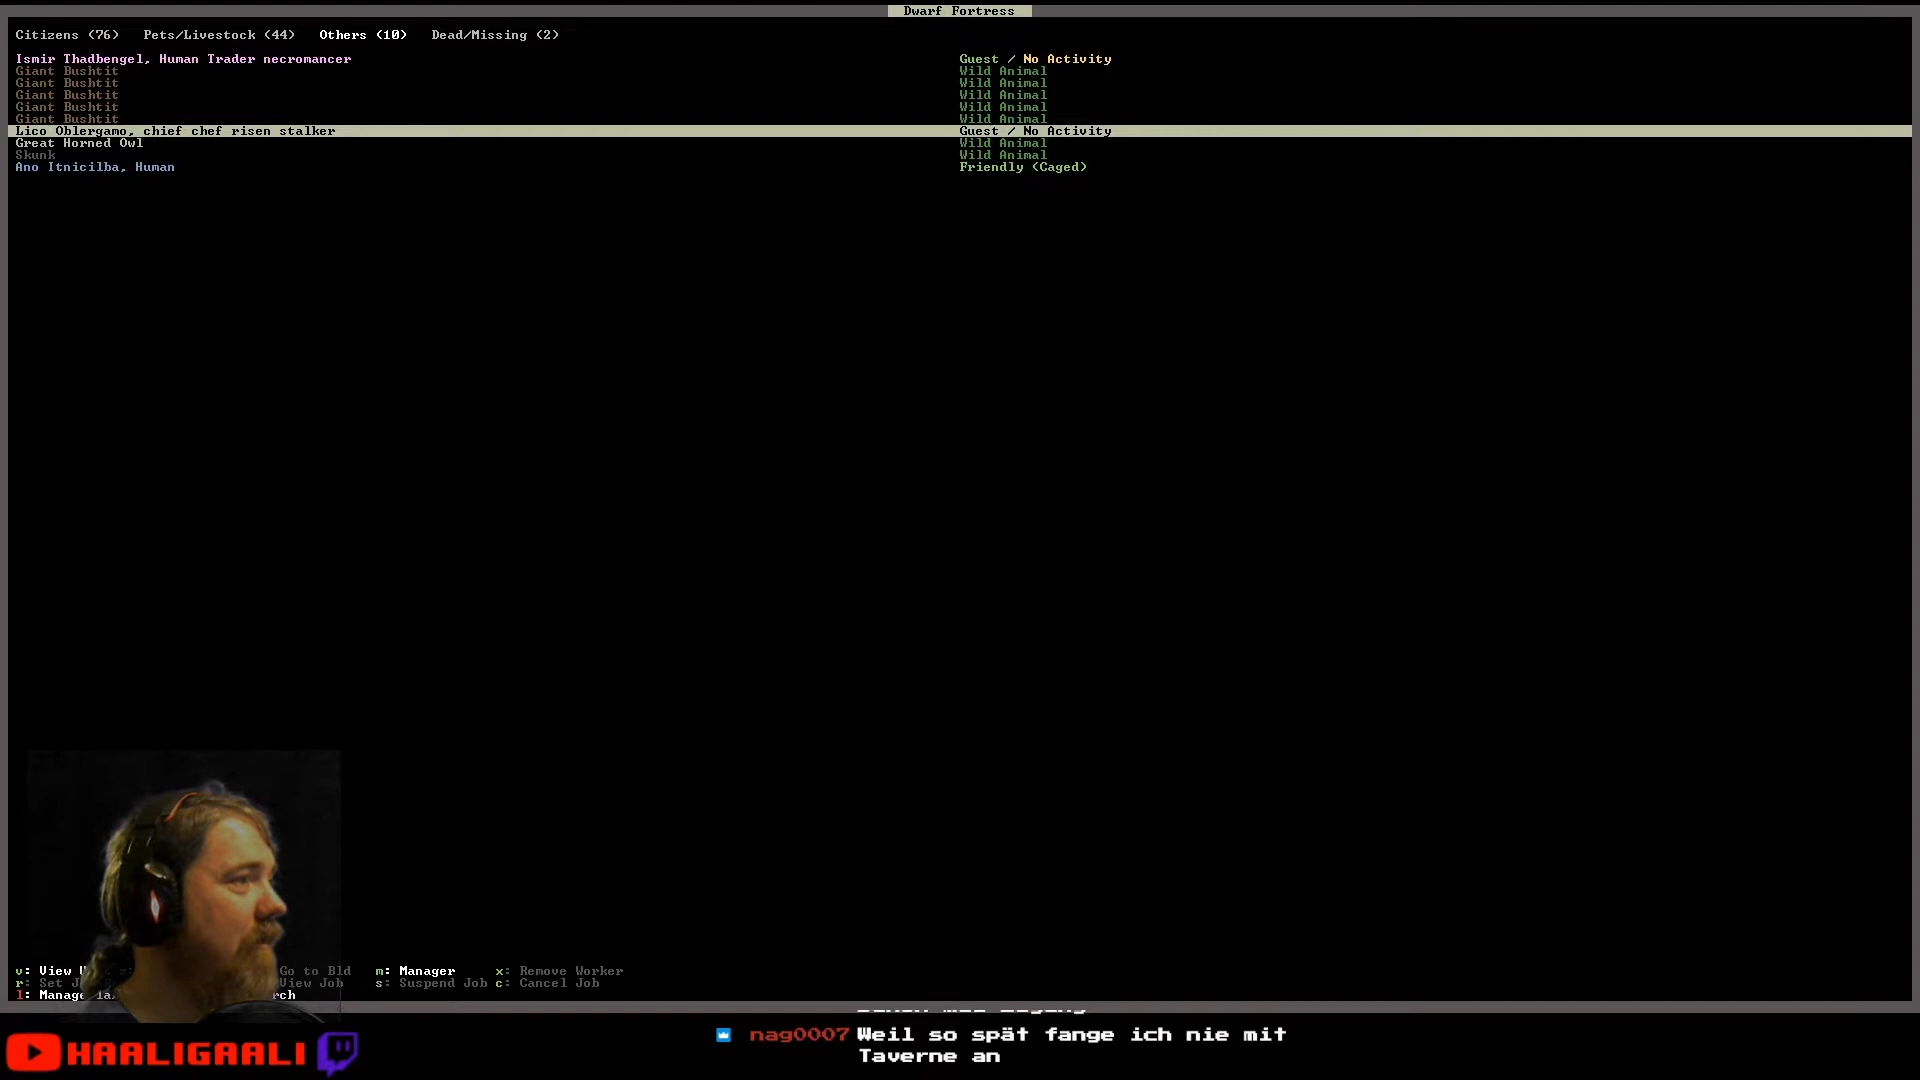 Dwarf Fortress
Citizens (76) Pets/Livestock (44) Others (10) Dead/Missing (2)
Ismir Thadbengel, Human Trader necromancer Guest / No Activity
Giant Bushtit Wild Animal
Giant Bushtit Wild Animal
Giant Bushtit Wild Animal
Giant Bushtit Wild Animal
Giant Bushtit Wild Animal
Lico Oblergamo, chief chef risen stalker Guest / No Activity
Great Horned Owl Wild Animal
Skunk Wild Animal
Ano Itnicilba, Human Friendly (Caged)
v: View Go to Bld m: Manager x: Remove Worker
r: Set View Job s: Suspend Job c: Cancel Job
l: Manage
nag0007 Weil so spät fange ich nie mit
Taverne an
HAALIGAALI